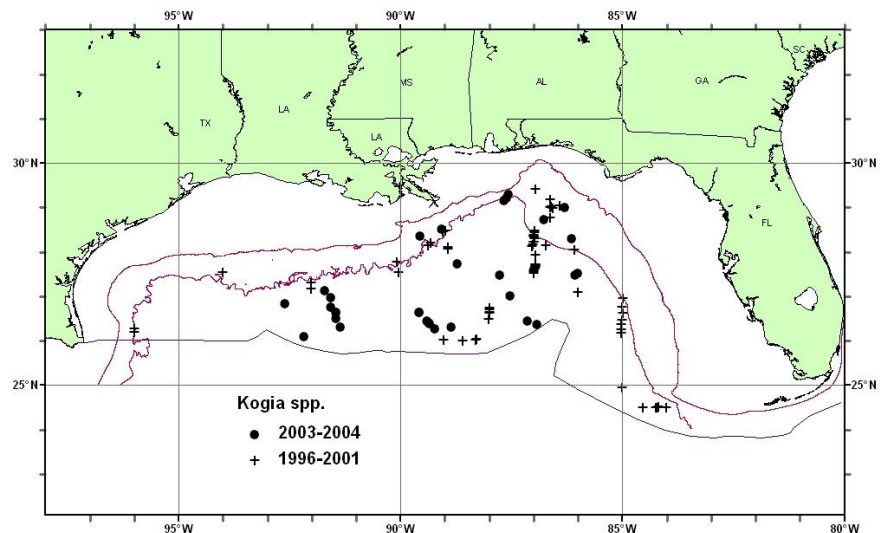 95°W 90°W 85°W
SC
MS AL GA
LA
TX
LA
30°N 30°N
FL
25°N 25°N
Kogia spp.
2003-2004
1996-2001
95°W 90°W 85°W 80°W